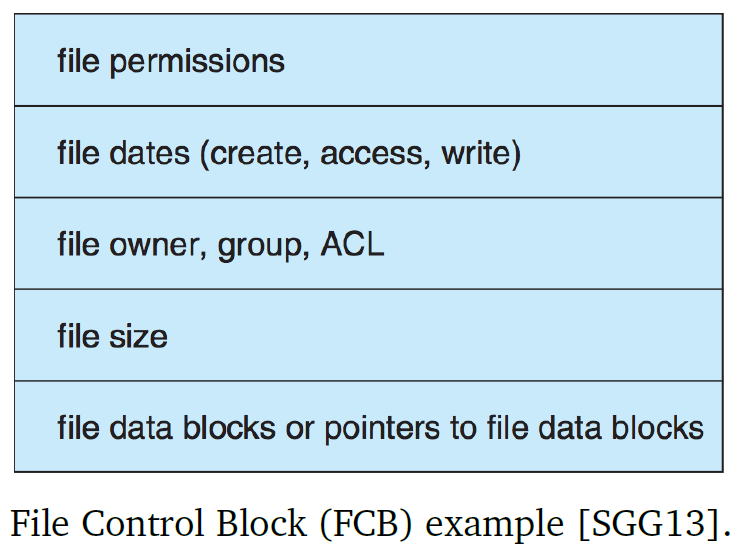 file permissions
file dates (create, access, write)
file owner, group, ACL
file size
file data blocks or pointers to file data blocks
File Control Block (FCB) example [SGG13].